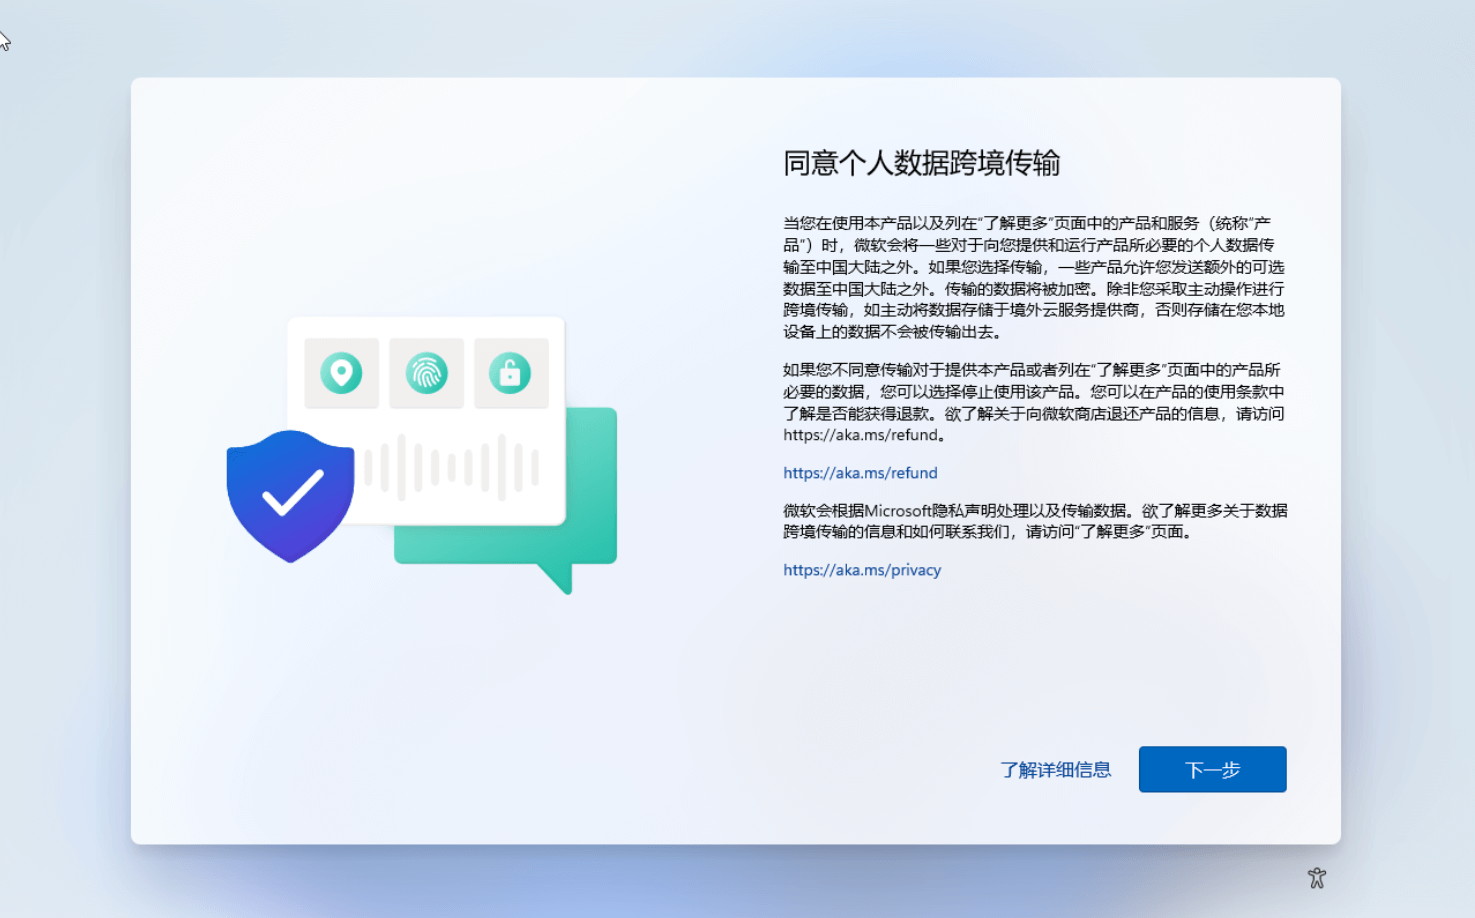 同意个人数据跨境传输
当您在使用本产品以及列在“了解更多”页面中的产品和服务（统称“产
品”）时，微软会将一些对于向您提供和运行产品所必要的个人数据传
输至中国大陆之外。如果您选择传输，一些产品允许您发送额外的可选
数据至中国大陆之外。传输的数据将被加密。除非您采取主动操作进行
跨境传输，如主动将数据存储于境外云服务提供商，否则存储在您本地
设备上的数据不会被传输出去。
如果您不同意传输对于提供本产品或者列在“了解更多”页面中的产品所
必要的数据，您可以选择停止使用该产品。您可以在产品的使用条款中
了解是否能获得退款。欲了解关于向微软商店退还产品的信息，请访问
https://aka.ms/refund。
https://aka.ms/refund
微软会根据Microsoft隐私声明处理以及传输数据。欲了解更多关于数据
跨境传输的信息和如何联系我们，请访问“了解更多”页面。
https://aka.ms/privacy
了解详细信息
下一步